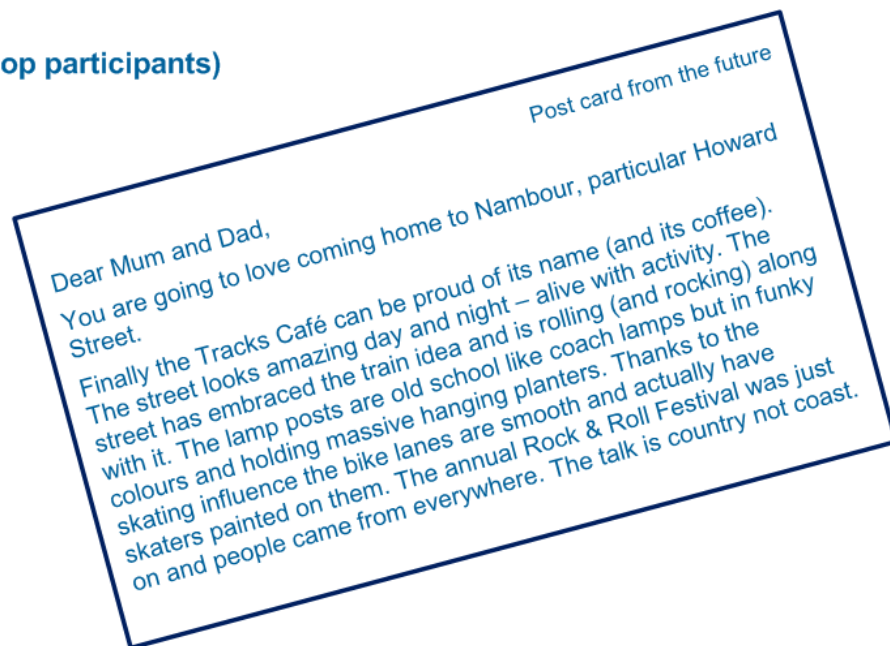 op participants)
Post card from the future
Dear Mum and Dad,
You are going to love coming home to Nambour, particular Howard
Street.
Finally the Tracks Café can be proud of its name (and its coffee).
The street looks amazing day and night – alive with activity. The
street has embraced the train idea and is rolling (and rocking) along
with it. The lamp posts are old school like coach lamps but in funky
colours and holding massive hanging planters. Thanks to the
skating influence the bike lanes are smooth and actually have
skaters painted on them. The annual Rock & Roll Festival was just
on and people came from everywhere. The talk is country not coast.